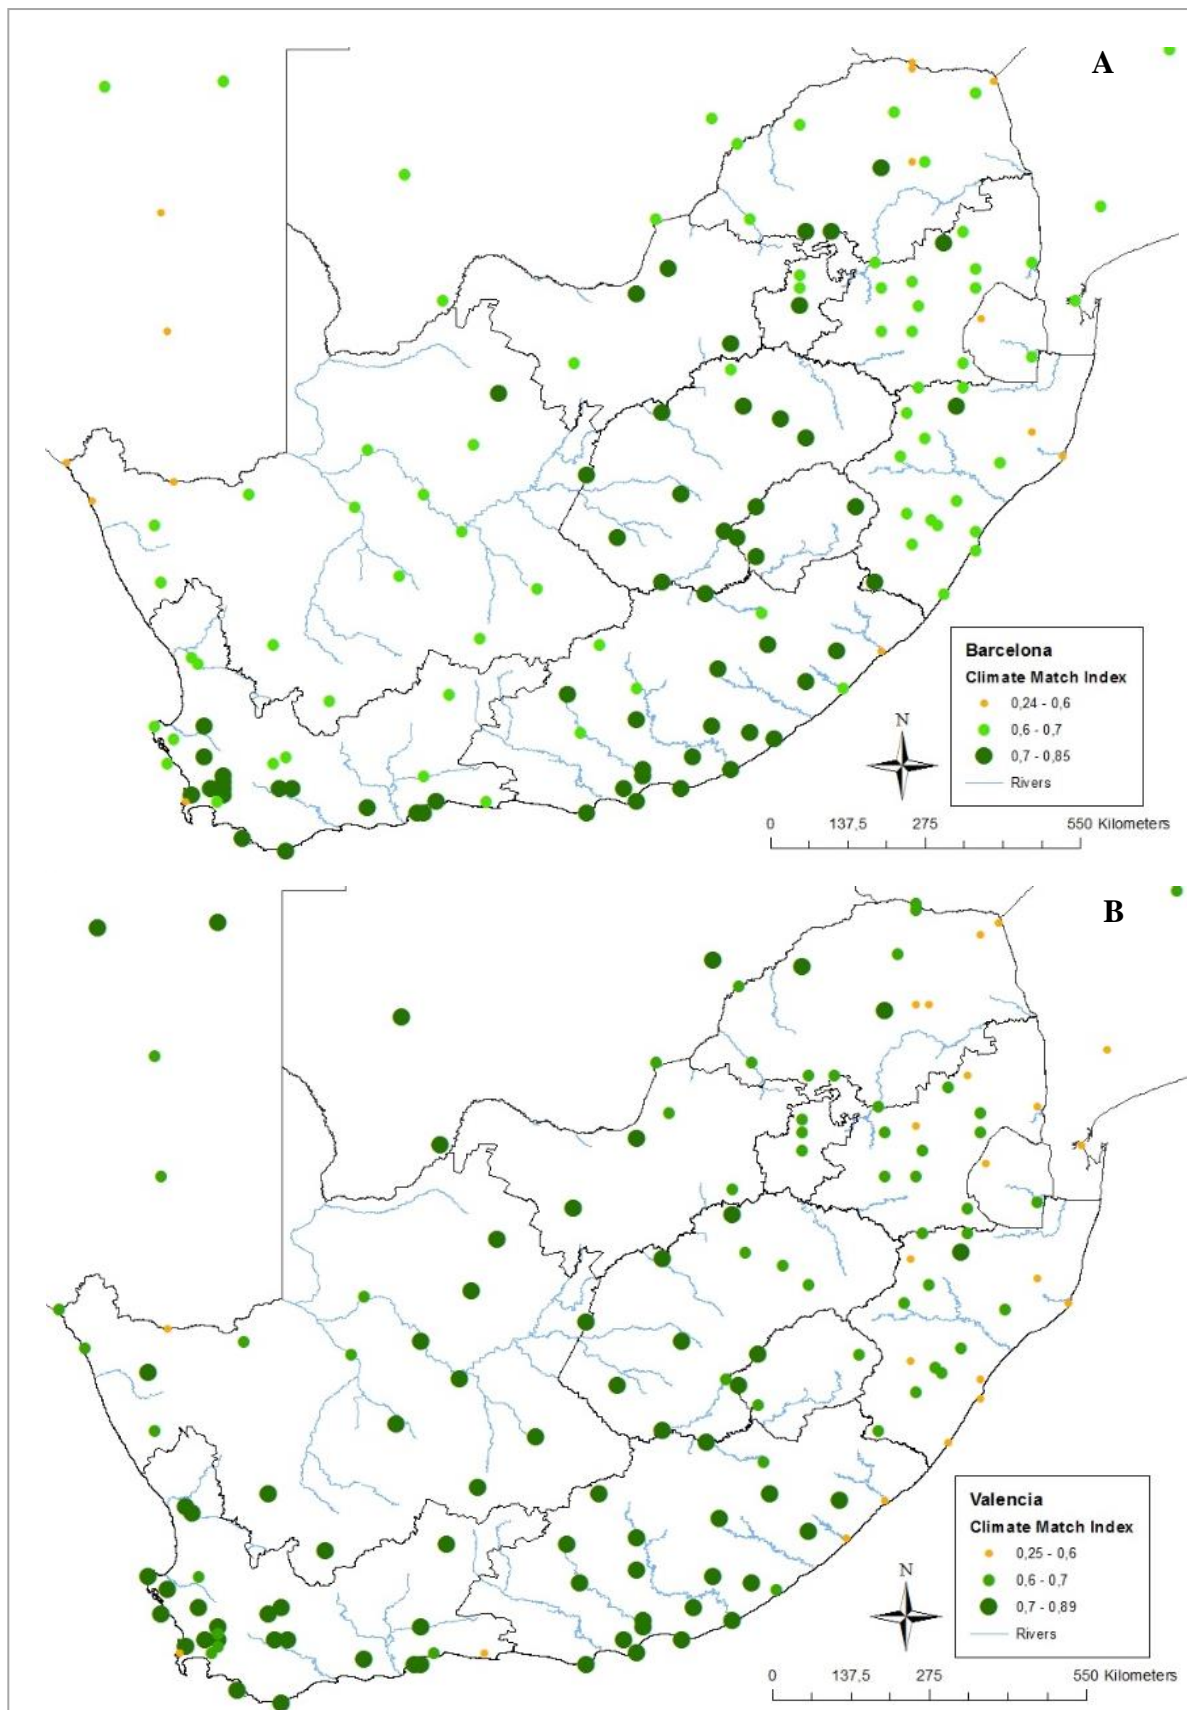 A
Barcelona
Climate Match Index
0,24 - 0,6
0,6 - 0,7
0,7 - 0,85
Rivers
N
0 137,5 275 550 Kilometers
B
Valencia
Climate Match Index
0,25 - 0,6
0,6 - 0,7
0,7 - 0,89
Rivers
N
0 137,5 275 550 Kilometers